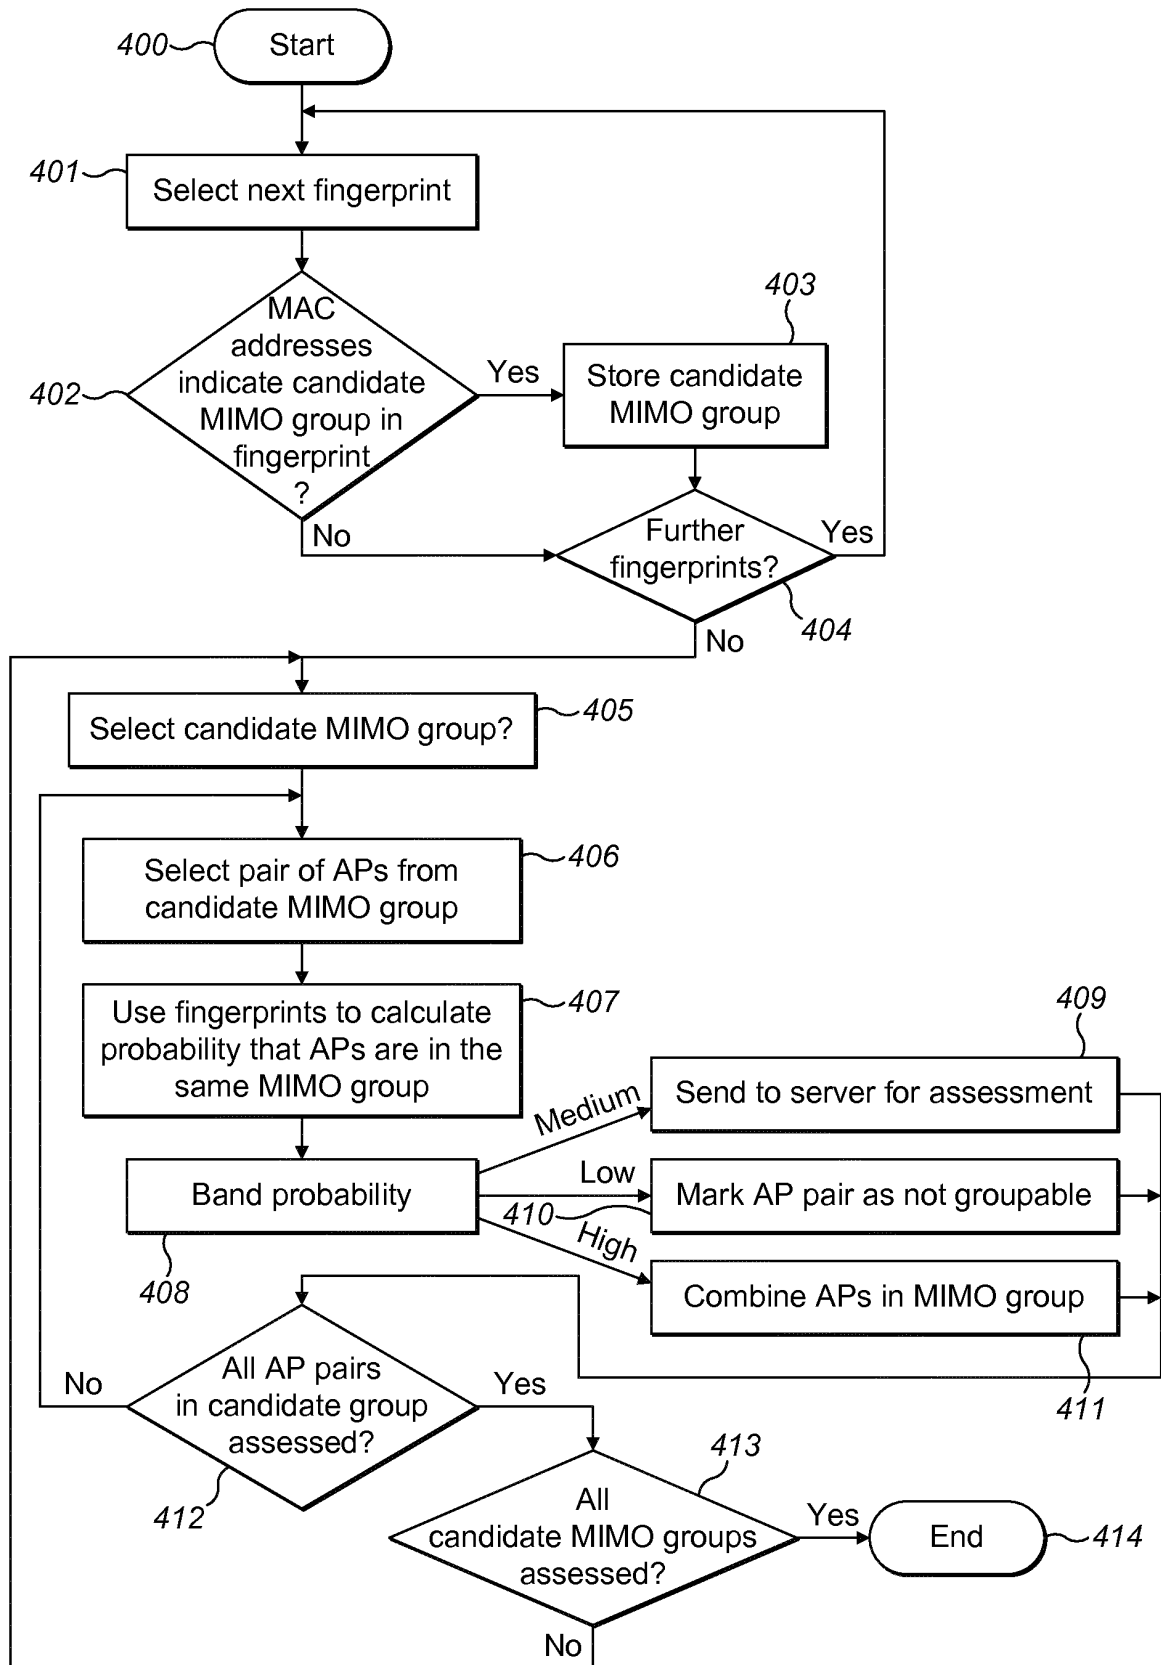 400
Start
401
Select next fingerprint
402
MAC
addresses
indicate candidate
MIMO group in
fingerprint
?
Yes
No
403
Store candidate
MIMO group
Further
fingerprints?
Yes
404
No
Select candidate MIMO group?
405
Select pair of APs from
candidate MIMO group
406
Use fingerprints to calculate
probability that APs are in the
same MIMO group
407
Band probability
408
Medium
Low
High
409
Send to server for assessment
410
Mark AP pair as not groupable
Combine APs in MIMO group
411
All AP pairs
in candidate group
assessed?
No
Yes
412
413
All
candidate MIMO groups
assessed?
Yes
No
End
414